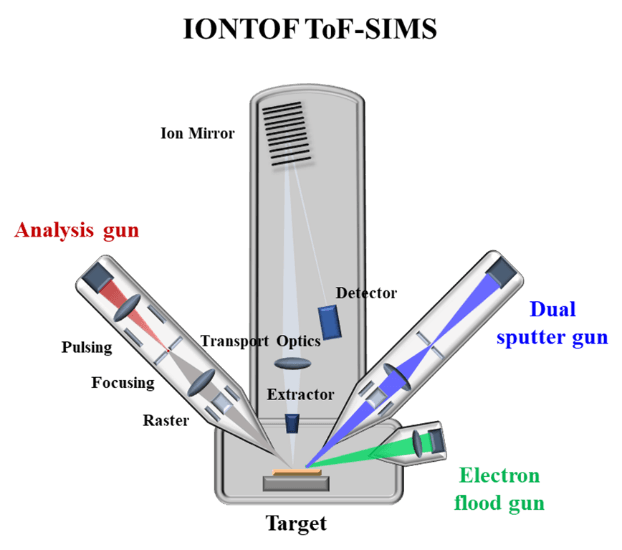 IONTOF ToF-SIMS
Ion Mirror
Analysis gun
Detector
Dual
sputter gun
Transport Optics
Pulsing
Focusing
Extractor
Raster
Electron
flood gun
Target